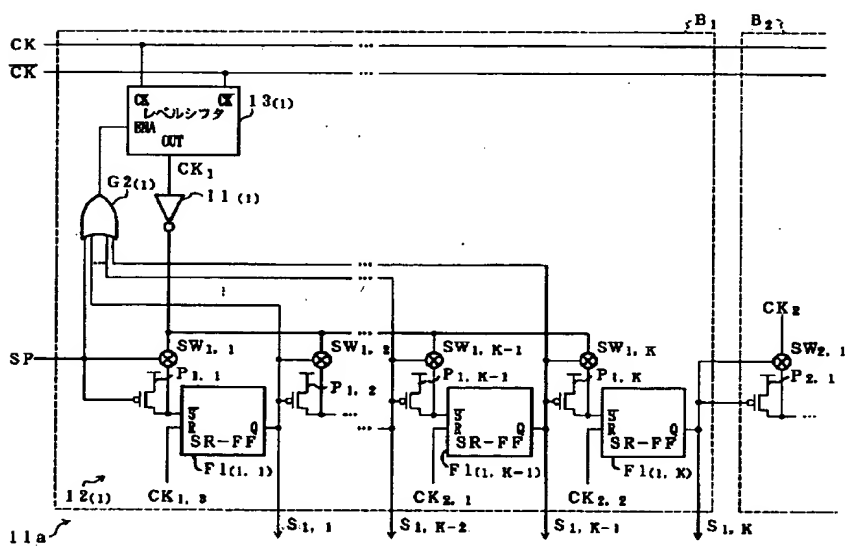 B1 B2
CK
C̅K̅
CK C̅K̅
レベルシフタ 13(1)
ENA
OUT
CK1
G2(1) I1(1)
CK2
SP SW1,1 SW1,2 SW1,K-1 SW1,K SW2,1
P1,1 P1,2 P1,K-1 P1,K P2,1
S̅ S̅ S̅
R Q R Q R Q
SR-FF SR-FF SR-FF
F1(1,1) F1(1,K-1) F1(1,K)
12(1) CK1,3 CK2,1 CK2,2
11a S1,1 S1,K-2 S1,K-1 S1,K